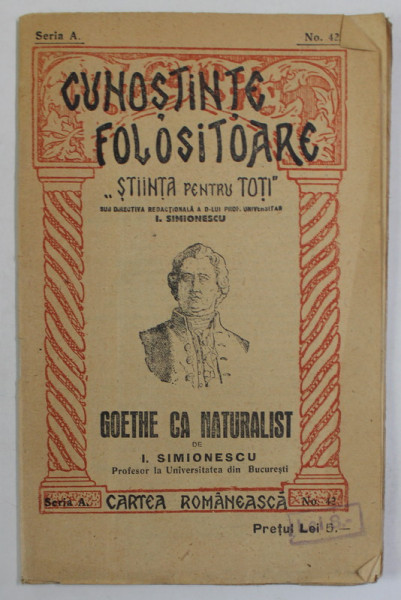 Seria A. No. 42
CUNOȘTINȚE
FOLOSITOARE
„ȘTIINȚA PENTRU TOȚI”
SUB DIRECTIVA REDACȚIONALĂ A D-LUI PROF. UNIVERSITAR
I. SIMIONESCU
GOETHE CA NATURALIST
DE
I. SIMIONESCU
Profesor la Universitatea din București
Seria A. CARTEA ROMÂNEASCĂ No. 42
Prețul Lei 5.—